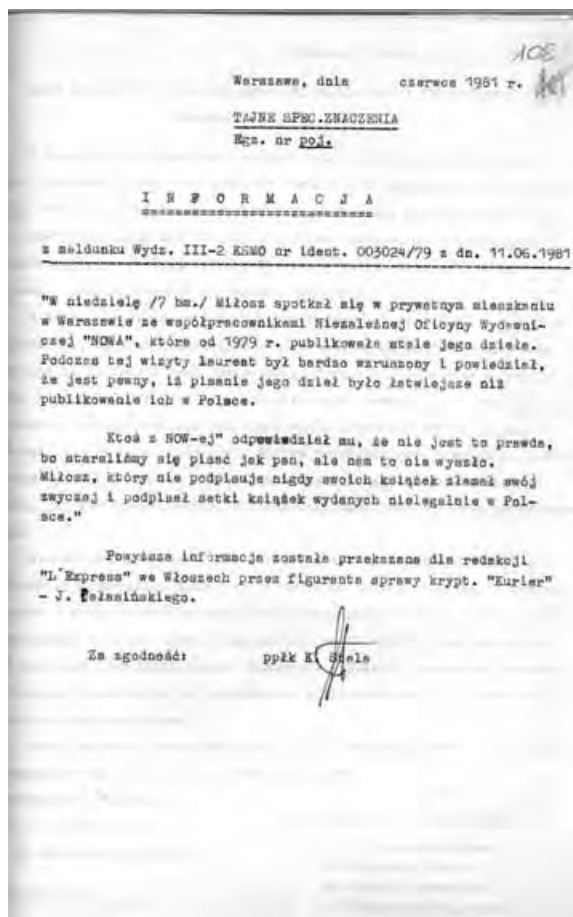 108
Warszawa, dnia czerwca 1981 r.
TAJNE SPEC.ZNACZENIA
Egz. nr poj.
I N F O R M A C J A
z meldunku Wydz. III-2 KSMO nr ident. 003024/79 z dn. 11.06.1981
"W niedzielę /7 bm./ Miłosz spotkał się w prywatnym mieszkaniu
w Warszawie ze współpracownikami Niezależnej Oficyny Wydawni-
czej "NOWA", która od 1979 r. publikowała stale jego dzieła.
Podczas tej wizyty laureat był bardzo wzruszony i powiedział,
że jest pewny, iż pisanie jego dzieł było łatwiejsze niż
publikowanie ich w Polsce.
Ktoś z NOW-ej" odpowiedział mu, że nie jest to prawda,
bo staraliśmy się pisać jak pan, ale nam to nie wyszło.
Miłosz, który nie podpisuje nigdy swoich książek złamał swój
zwyczaj i podpisał setki książek wydanych nielegalnie w Pol-
sce."
Powyższa informacja została przekazana dla redakcji
"L'Express" we Włoszech przez figuranta sprawy krypt. "Kurier"
- J.
Za zgodność: ppłk K.